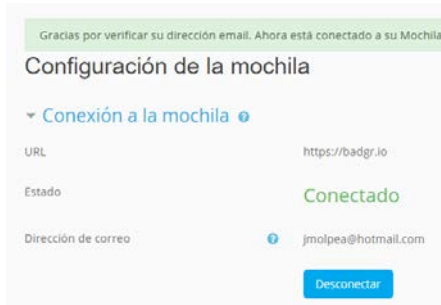 Gracias por verificar su dirección email. Ahora está conectado a su Mochila
Configuración de la mochila
Conexión a la mochila
URL https://badgr.io
Estado Conectado
Dirección de correo jmolpea@hotmail.com
Desconectar